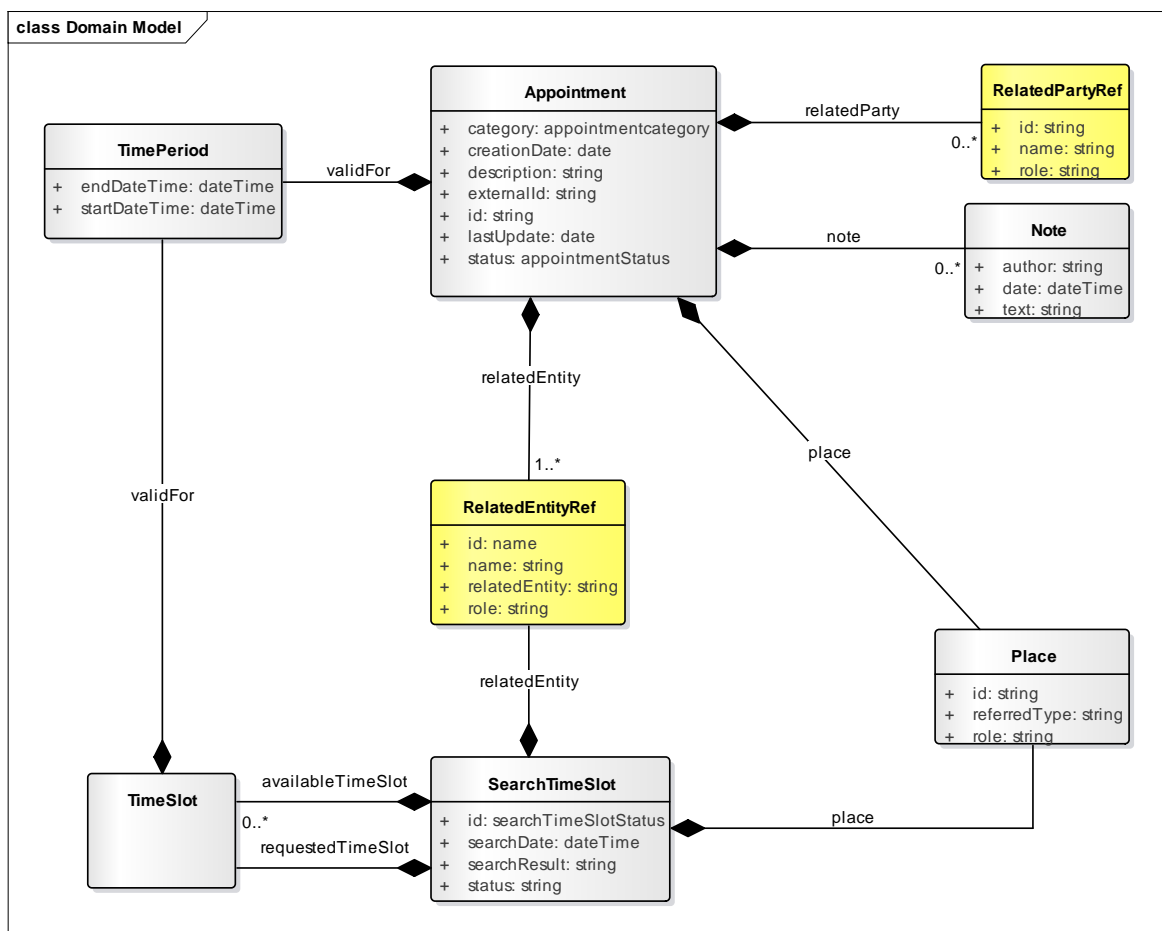 class Domain Model
Appointment
+ category: appointmentcategory
+ creationDate: date
+ description: string
+ externalId: string
+ id: string
+ lastUpdate: date
+ status: appointmentStatus
RelatedPartyRef
+ id: string
+ name: string
+ role: string
relatedParty
0..*
TimePeriod
+ endDateTime: dateTime
+ startDateTime: dateTime
validFor
Note
+ author: string
+ date: dateTime
+ text: string
note
0..*
relatedEntity
1..*
place
validFor
RelatedEntityRef
+ id: name
+ name: string
+ relatedEntity: string
+ role: string
relatedEntity
Place
+ id: string
+ referredType: string
+ role: string
TimeSlot
availableTimeSlot
0..*
requestedTimeSlot
SearchTimeSlot
+ id: searchTimeSlotStatus
+ searchDate: dateTime
+ searchResult: string
+ status: string
place